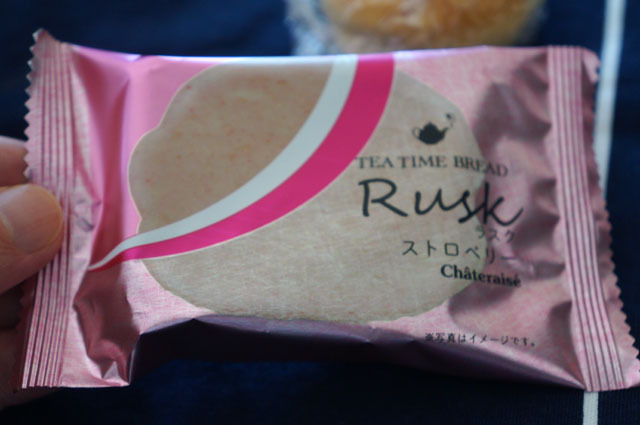 TEA TIME BREAD
Rusk
ラスク
ストロベリー
Châteraisé
※写真はイメージです。